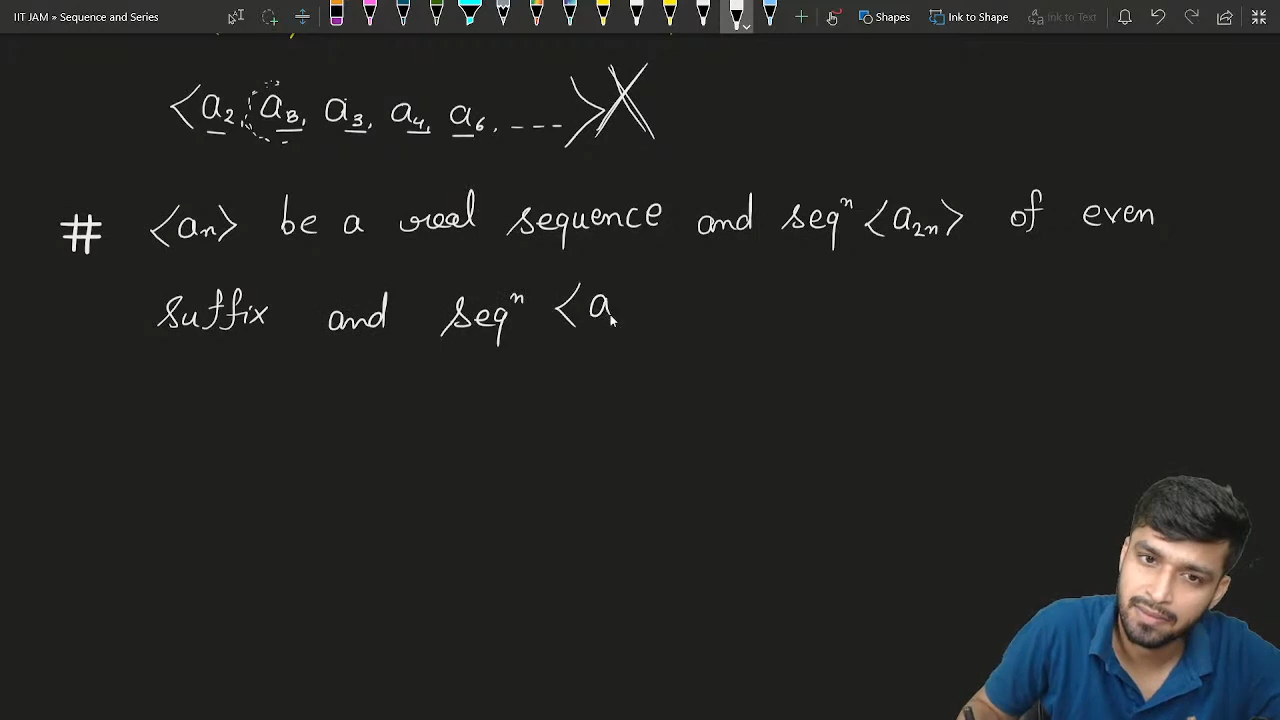 IIT JAM » Sequence and Series
Shapes
Ink to Shape
Ink to Text
<a₂, a₈, a₃, a₄, a₆, ---->
# <aₙ> be a real sequence and seqⁿ <a₂ₙ> of even
suffix and seqⁿ <a